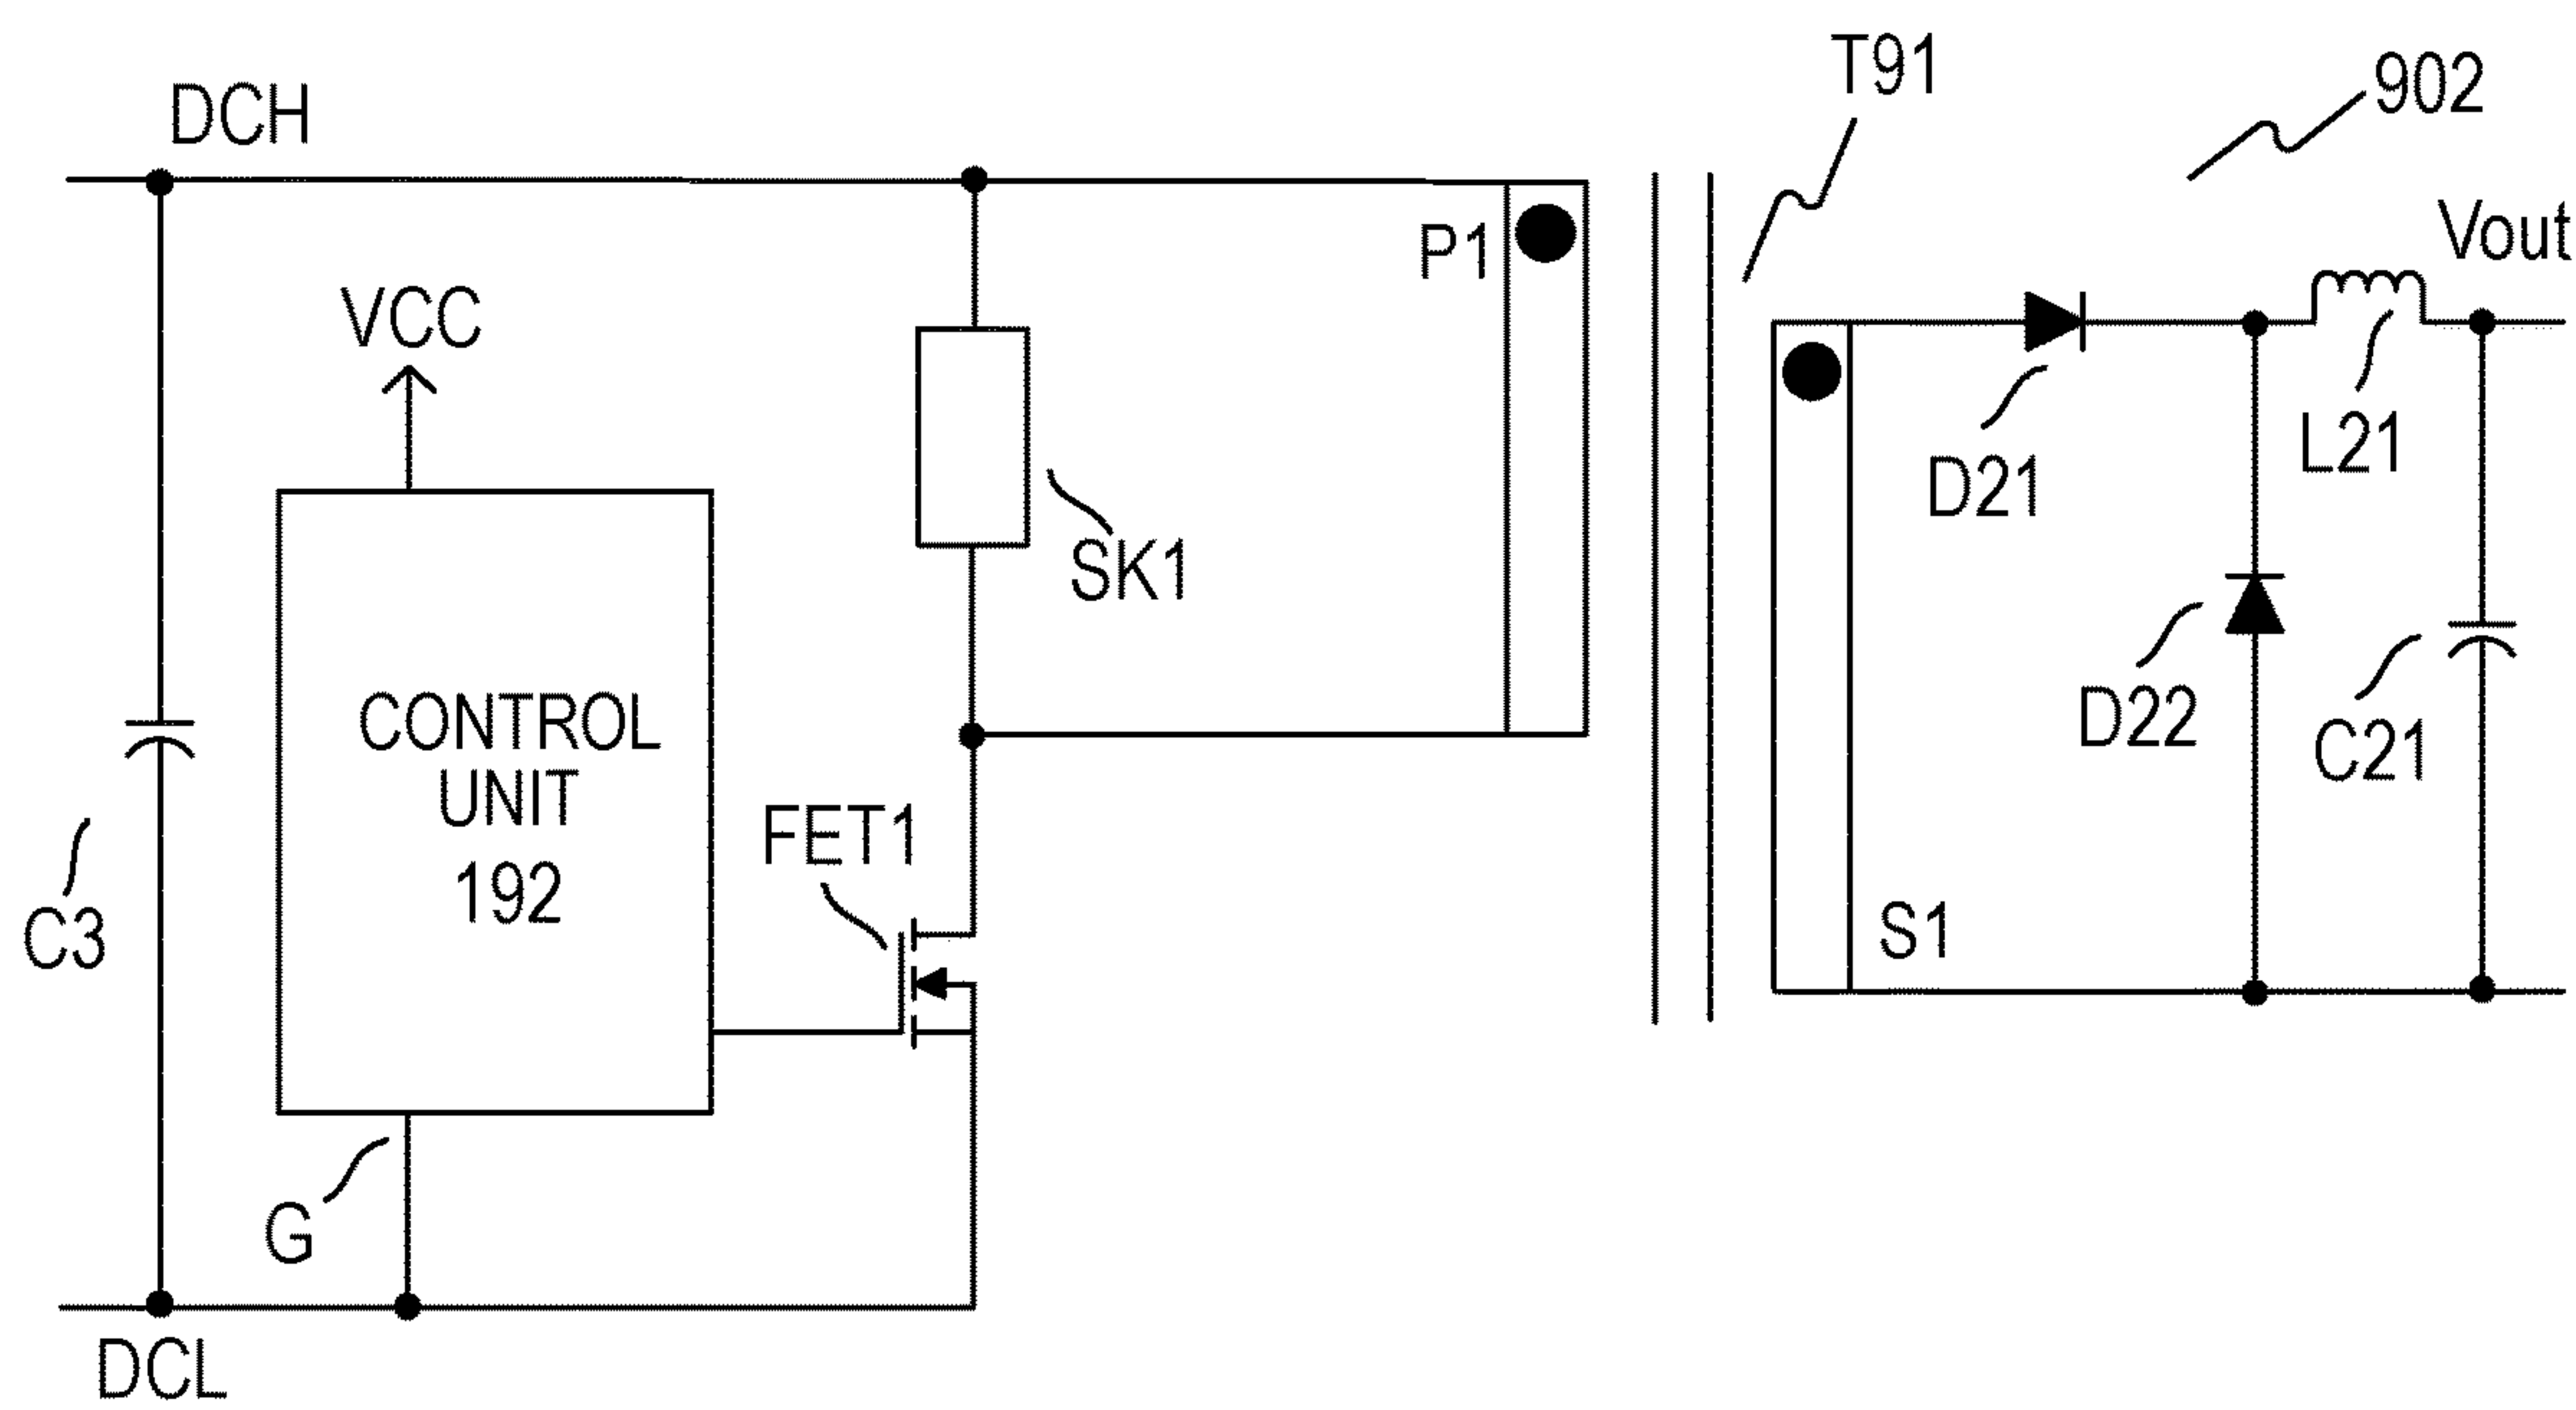 T91
902
DCH
Vout
P1
VCC
L21
D21
SK1
CONTROL
UNIT
192
D22
C21
FET1
C3
S1
G
DCL